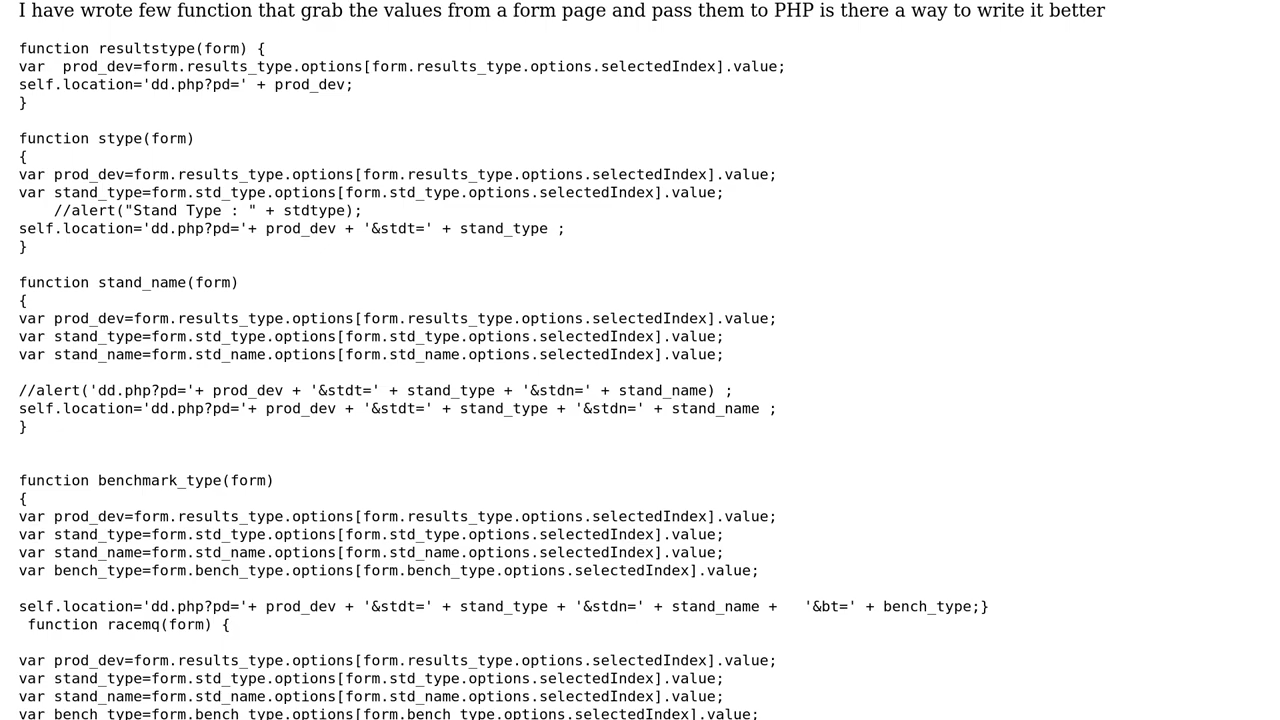 I have wrote few function that grab the values from a form page and pass them to PHP is there a way to write it better
function resultstype(form) {
var  prod_dev=form.results_type.options[form.results_type.options.selectedIndex].value;
self.location='dd.php?pd=' + prod_dev;
}
function stype(form)
{
var prod_dev=form.results_type.options[form.results_type.options.selectedIndex].value;
var stand_type=form.std_type.options[form.std_type.options.selectedIndex].value;
    //alert("Stand Type : " + stdtype);
self.location='dd.php?pd='+ prod_dev + '&stdt=' + stand_type ;
}
function stand_name(form)
{
var prod_dev=form.results_type.options[form.results_type.options.selectedIndex].value;
var stand_type=form.std_type.options[form.std_type.options.selectedIndex].value;
var stand_name=form.std_name.options[form.std_name.options.selectedIndex].value;
//alert('dd.php?pd='+ prod_dev + '&stdt=' + stand_type + '&stdn=' + stand_name) ;
self.location='dd.php?pd='+ prod_dev + '&stdt=' + stand_type + '&stdn=' + stand_name ;
}
function benchmark_type(form)
{
var prod_dev=form.results_type.options[form.results_type.options.selectedIndex].value;
var stand_type=form.std_type.options[form.std_type.options.selectedIndex].value;
var stand_name=form.std_name.options[form.std_name.options.selectedIndex].value;
var bench_type=form.bench_type.options[form.bench_type.options.selectedIndex].value;
self.location='dd.php?pd='+ prod_dev + '&stdt=' + stand_type + '&stdn=' + stand_name +   '&bt=' + bench_type;}
 function racemq(form) {
var prod_dev=form.results_type.options[form.results_type.options.selectedIndex].value;
var stand_type=form.std_type.options[form.std_type.options.selectedIndex].value;
var stand_name=form.std_name.options[form.std_name.options.selectedIndex].value;
var bench_type=form.bench_type.options[form.bench_type.options.selectedIndex].value;